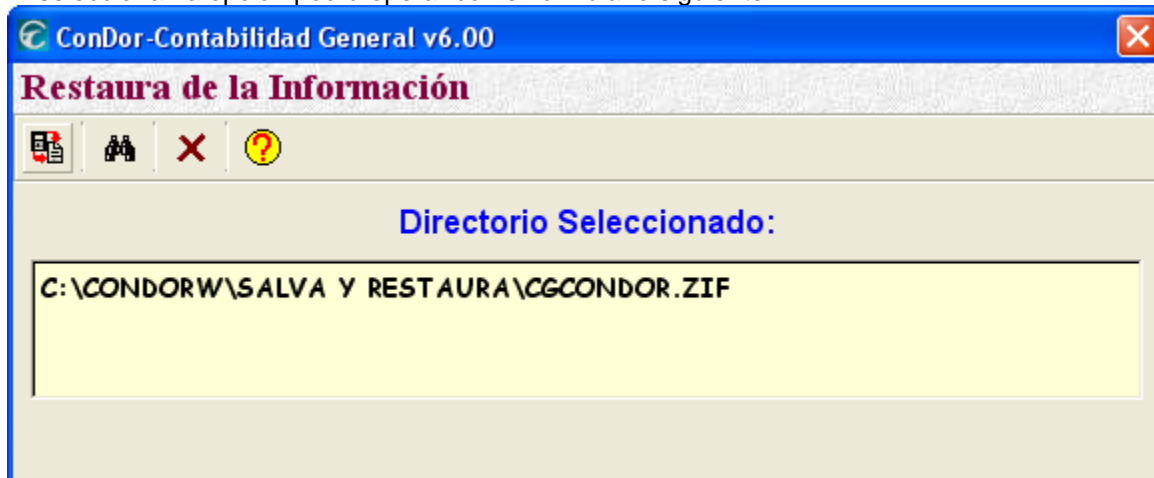 ConDor-Contabilidad General v6.00
Restaura de la Información
?
Directorio Seleccionado:
C:\CONDORW\SALVA Y RESTAURA\CGCONDOR.ZIF